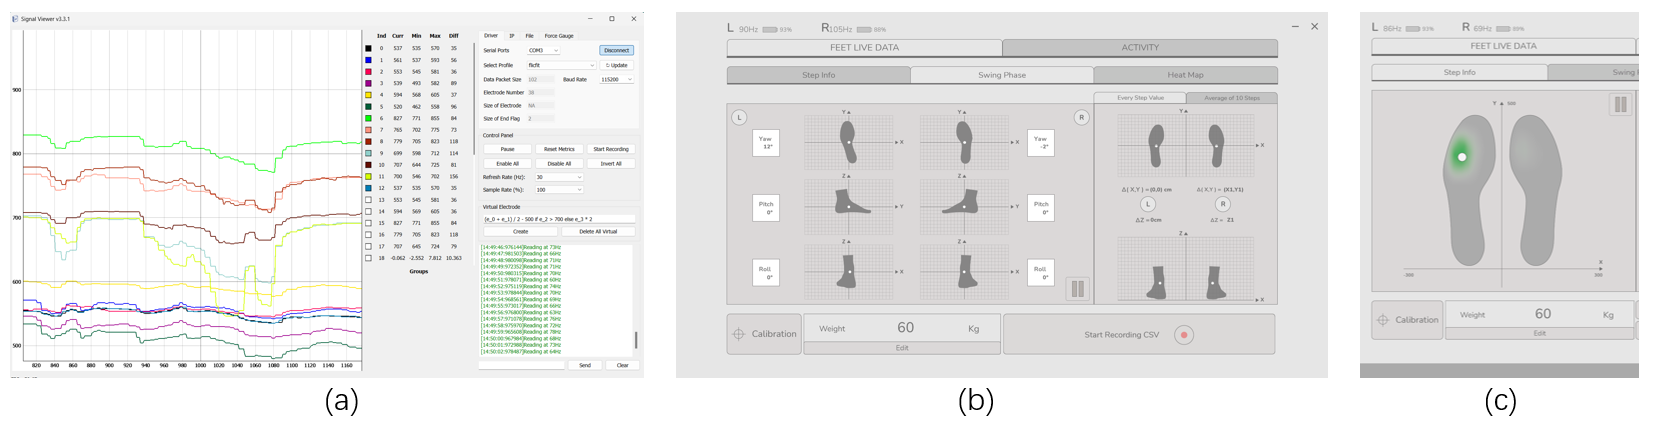 Signal Viewer v3.3.1
900
800
700
600
500
820 840 860 880 900 920 940 960 1000 1020 1040 1060 1080 1100 1120 1160
Ind Curr Min Max Diff
0 537 535 570 35
1 561 537 593 56
2 553 545 581 36
3 539 493 582 89
4 594 568 605 37
5 520 462 558 96
6 827 771 855 84
7 765 702 775 73
8 779 705 823 118
9 699 598 712 114
10 707 644 725 81
11 700 546 702 156
12 537 535 570 35
13 553 545 581 36
14 594 569 605 36
15 827 771 855 84
16 779 705 823 118
17 707 645 724 79
18 -0.062 -2.552 7.812 10.363
Groups
Driver IP File Force Gauge
Serial Ports COM3 Disconnect
Select Profile flicflt Update
Data Packet Size 102 Baud Rate 115200
Electrode Number 38
Size of Electrode NA
Size of End Flag 2
Control Panel
Pause Reset Metrics Start Recording
Enable All Disable All Invert All
Refresh Rate (Hz): 30
Sample Rate (%): 100
Virtual Electrode
(e_0 + e_1) / 2 - 500 if e_2 > 700 else e_3 * 2
Create Delete All Virtual
[14:49:46:976144]Reading at 73Hz
[14:49:47:981503]Reading at 66Hz
[14:49:48:980098]Reading at 71Hz
[14:49:49:972352]Reading at 71Hz
[14:49:50:980315]Reading at 70Hz
[14:49:51:978071]Reading at 60Hz
[14:49:52:975119]Reading at 74Hz
[14:49:53:978844]Reading at 70Hz
[14:49:54:968561]Reading at 69Hz
[14:49:55:973017]Reading at 66Hz
[14:49:56:976800]Reading at 63Hz
[14:49:57:971078]Reading at 76Hz
[14:49:58:975970]Reading at 72Hz
[14:49:59:965608]Reading at 78Hz
[14:50:00:967984]Reading at 68Hz
[14:50:01:972988]Reading at 73Hz
[14:50:02:978487]Reading at 64Hz
Send Clear
(a)
L 90Hz 93% R 105Hz 88%
FEET LIVE DATA ACTIVITY
Step Info Swing Phase Heat Map
Every Step Value Average of 10 Steps
L R
Yaw 12° Y X Y X Yaw -2°
Pitch 0° Z Y Z Y Pitch 0°
Roll 0° Z X Z X Roll 0°
Y X
Δ( X,Y ) =(0,0) cm Δ( X,Y ) = (X1,Y1)
L R
ΔZ =0cm ΔZ = Z1
Z X
Calibration Weight 60 Kg Start Recording CSV
Edit
(b)
L 86Hz 93% R 69Hz 88%
FEET LIVE DATA
Step Info Swing
Y 500
-300 300
X
Calibration Weight 60 Kg
Edit
(c)